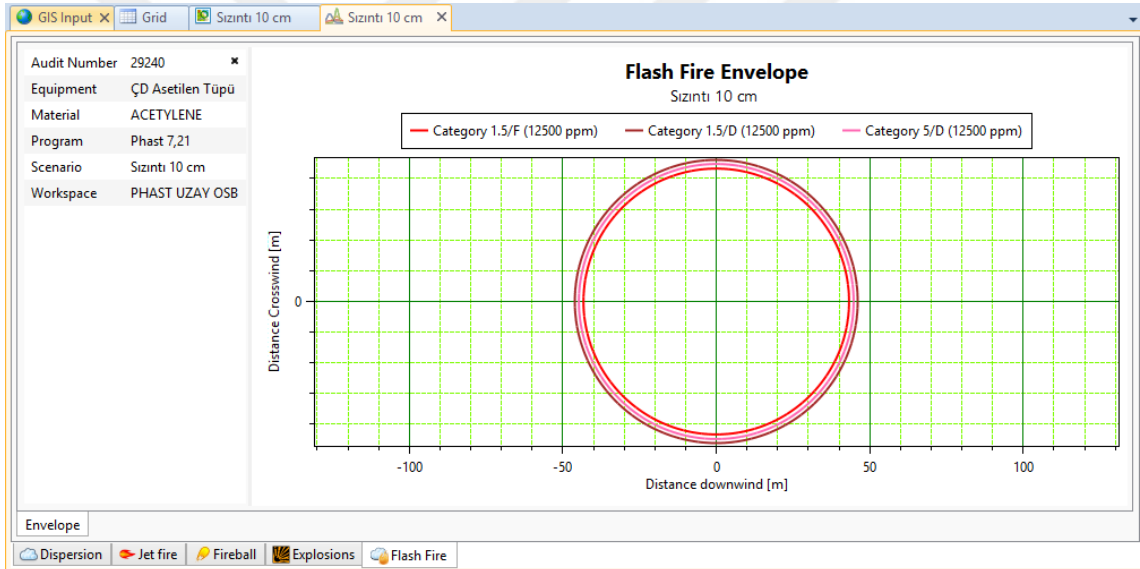 GIS Input
Grid
Sızıntı 10 cm
Sızıntı 10 cm
Audit Number 29240
Equipment ÇD Asetilen Tüpü
Material ACETYLENE
Program Phast 7,21
Scenario Sızıntı 10 cm
Workspace PHAST UZAY OSB
Flash Fire Envelope
Sızıntı 10 cm
Category 1.5/F (12500 ppm) Category 1.5/D (12500 ppm) Category 5/D (12500 ppm)
Distance Crosswind [m]
0
-100 -50 0 50 100
Distance downwind [m]
Envelope
Dispersion Jet fire Fireball Explosions Flash Fire